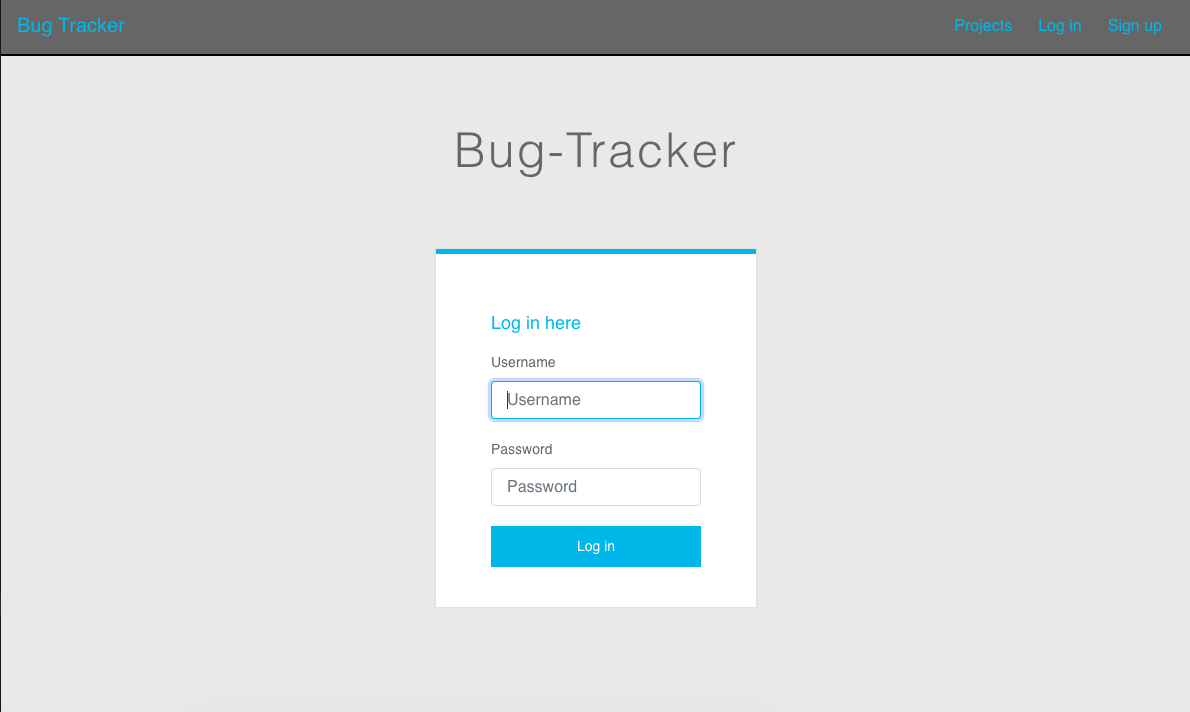 Bug Tracker Projects Log in Sign up
Bug-Tracker
Log in here
Username
Username
Password
Password
Log in